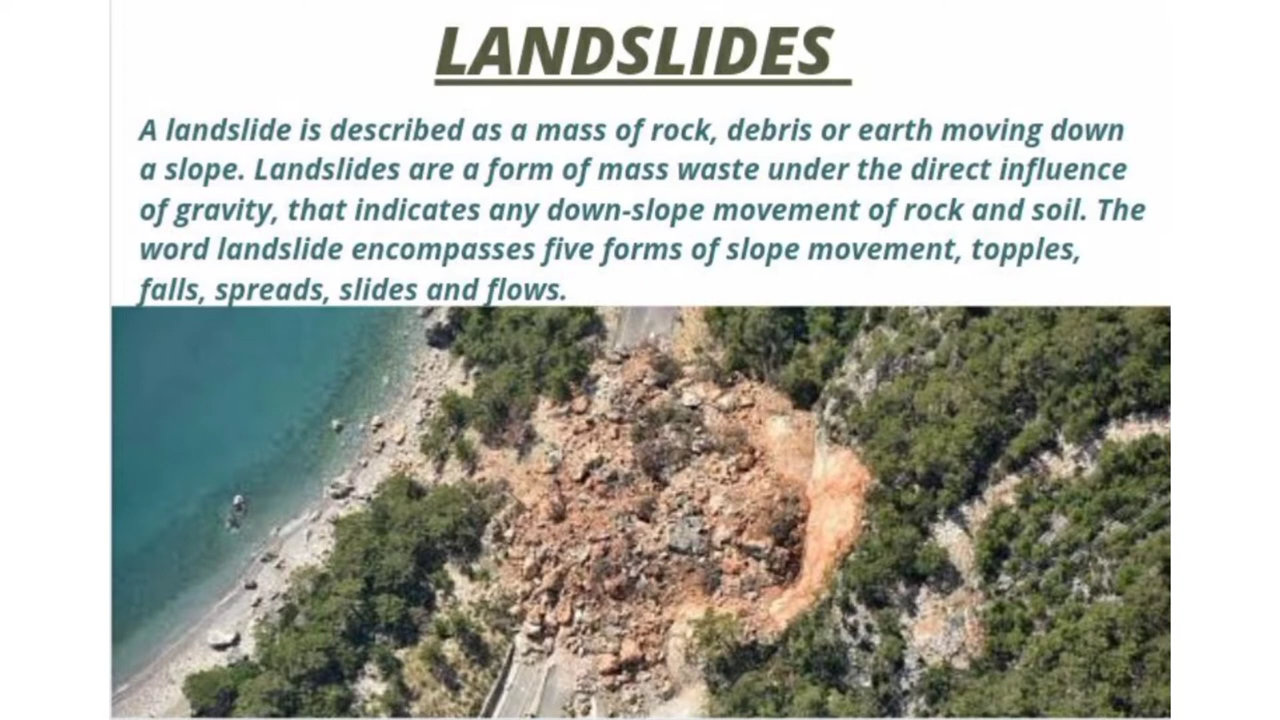 LANDSLIDES
A landslide is described as a mass of rock, debris or earth moving down
a slope. Landslides are a form of mass waste under the direct influence
of gravity, that indicates any down-slope movement of rock and soil. The
word landslide encompasses five forms of slope movement, topples,
falls, spreads, slides and flows.